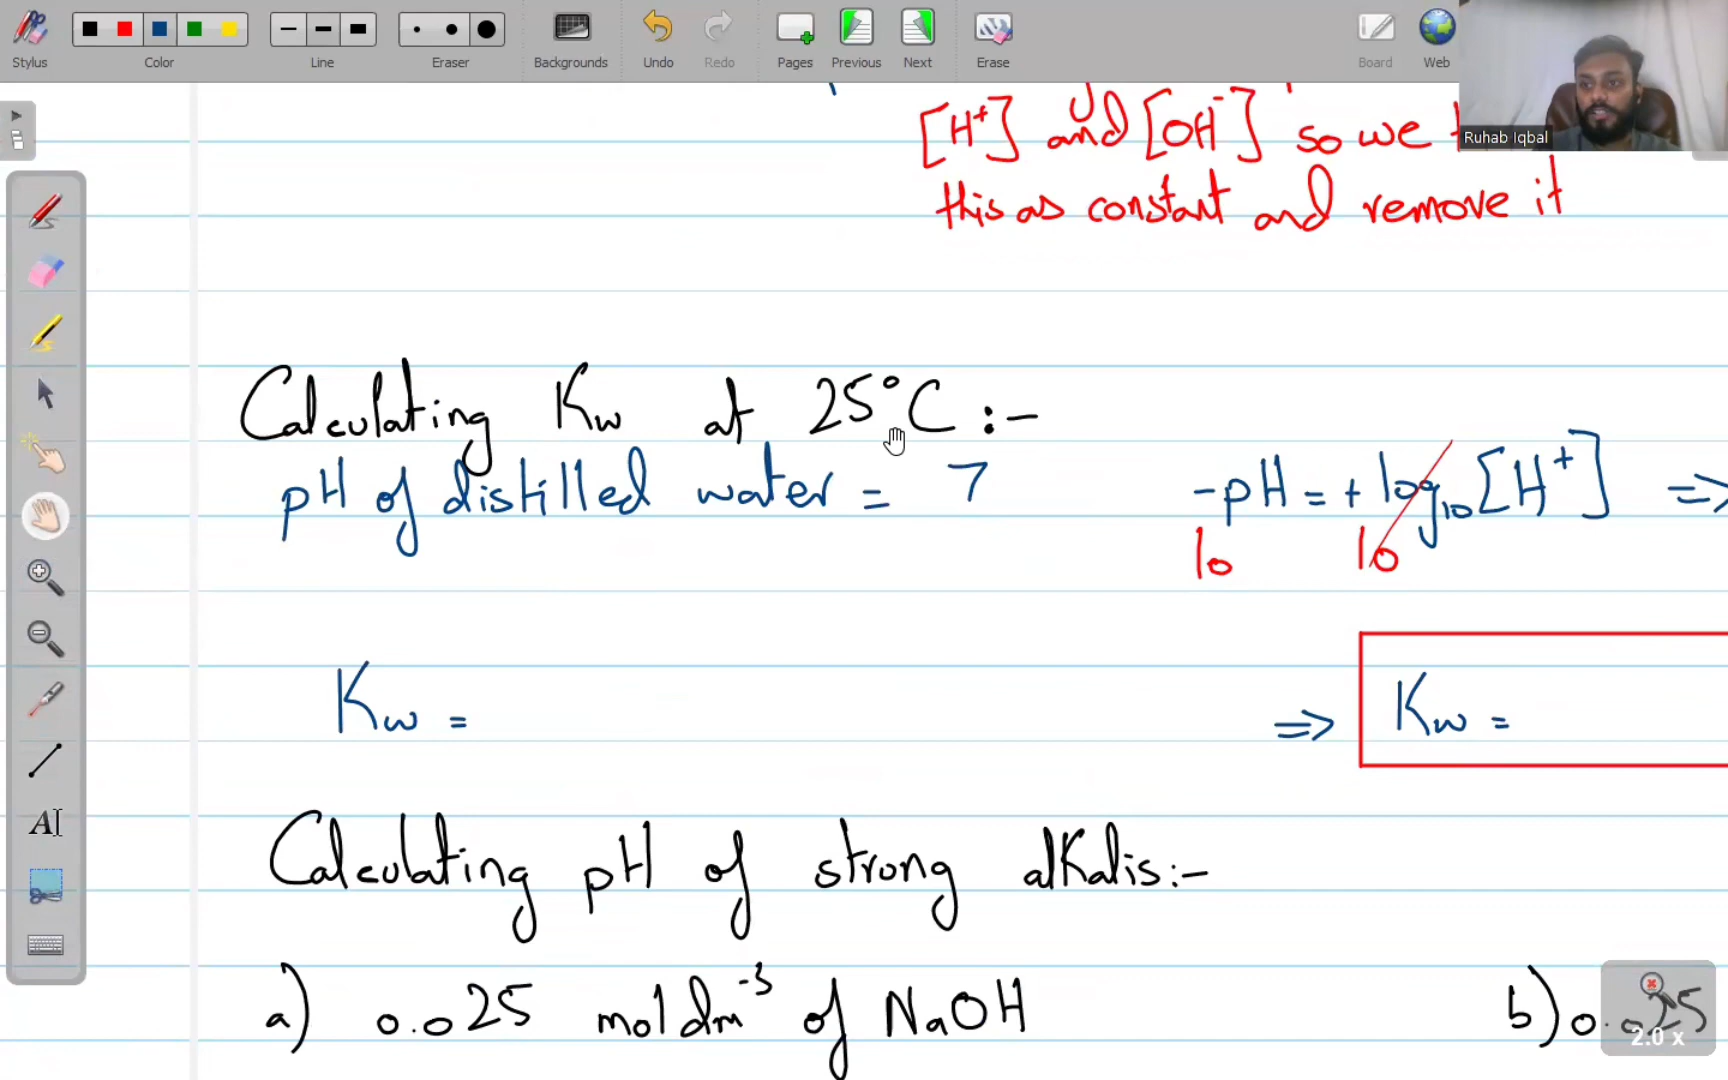 Stylus Color Line Eraser Backgrounds Undo Redo Pages Previous Next Erase Board Web
Ruhab Iqbal
[H⁺] and [OH⁻] so we
this as constant and remove it
Calculating Kw at 25°C :-
pH of distilled water = 7
-pH = + log₁₀ [H⁺] =>
10 10
Kw =
=> Kw =
Calculating pH of strong alkalis:-
a) 0.025 moldm⁻³ of NaOH
b) 0.025
2.0 x